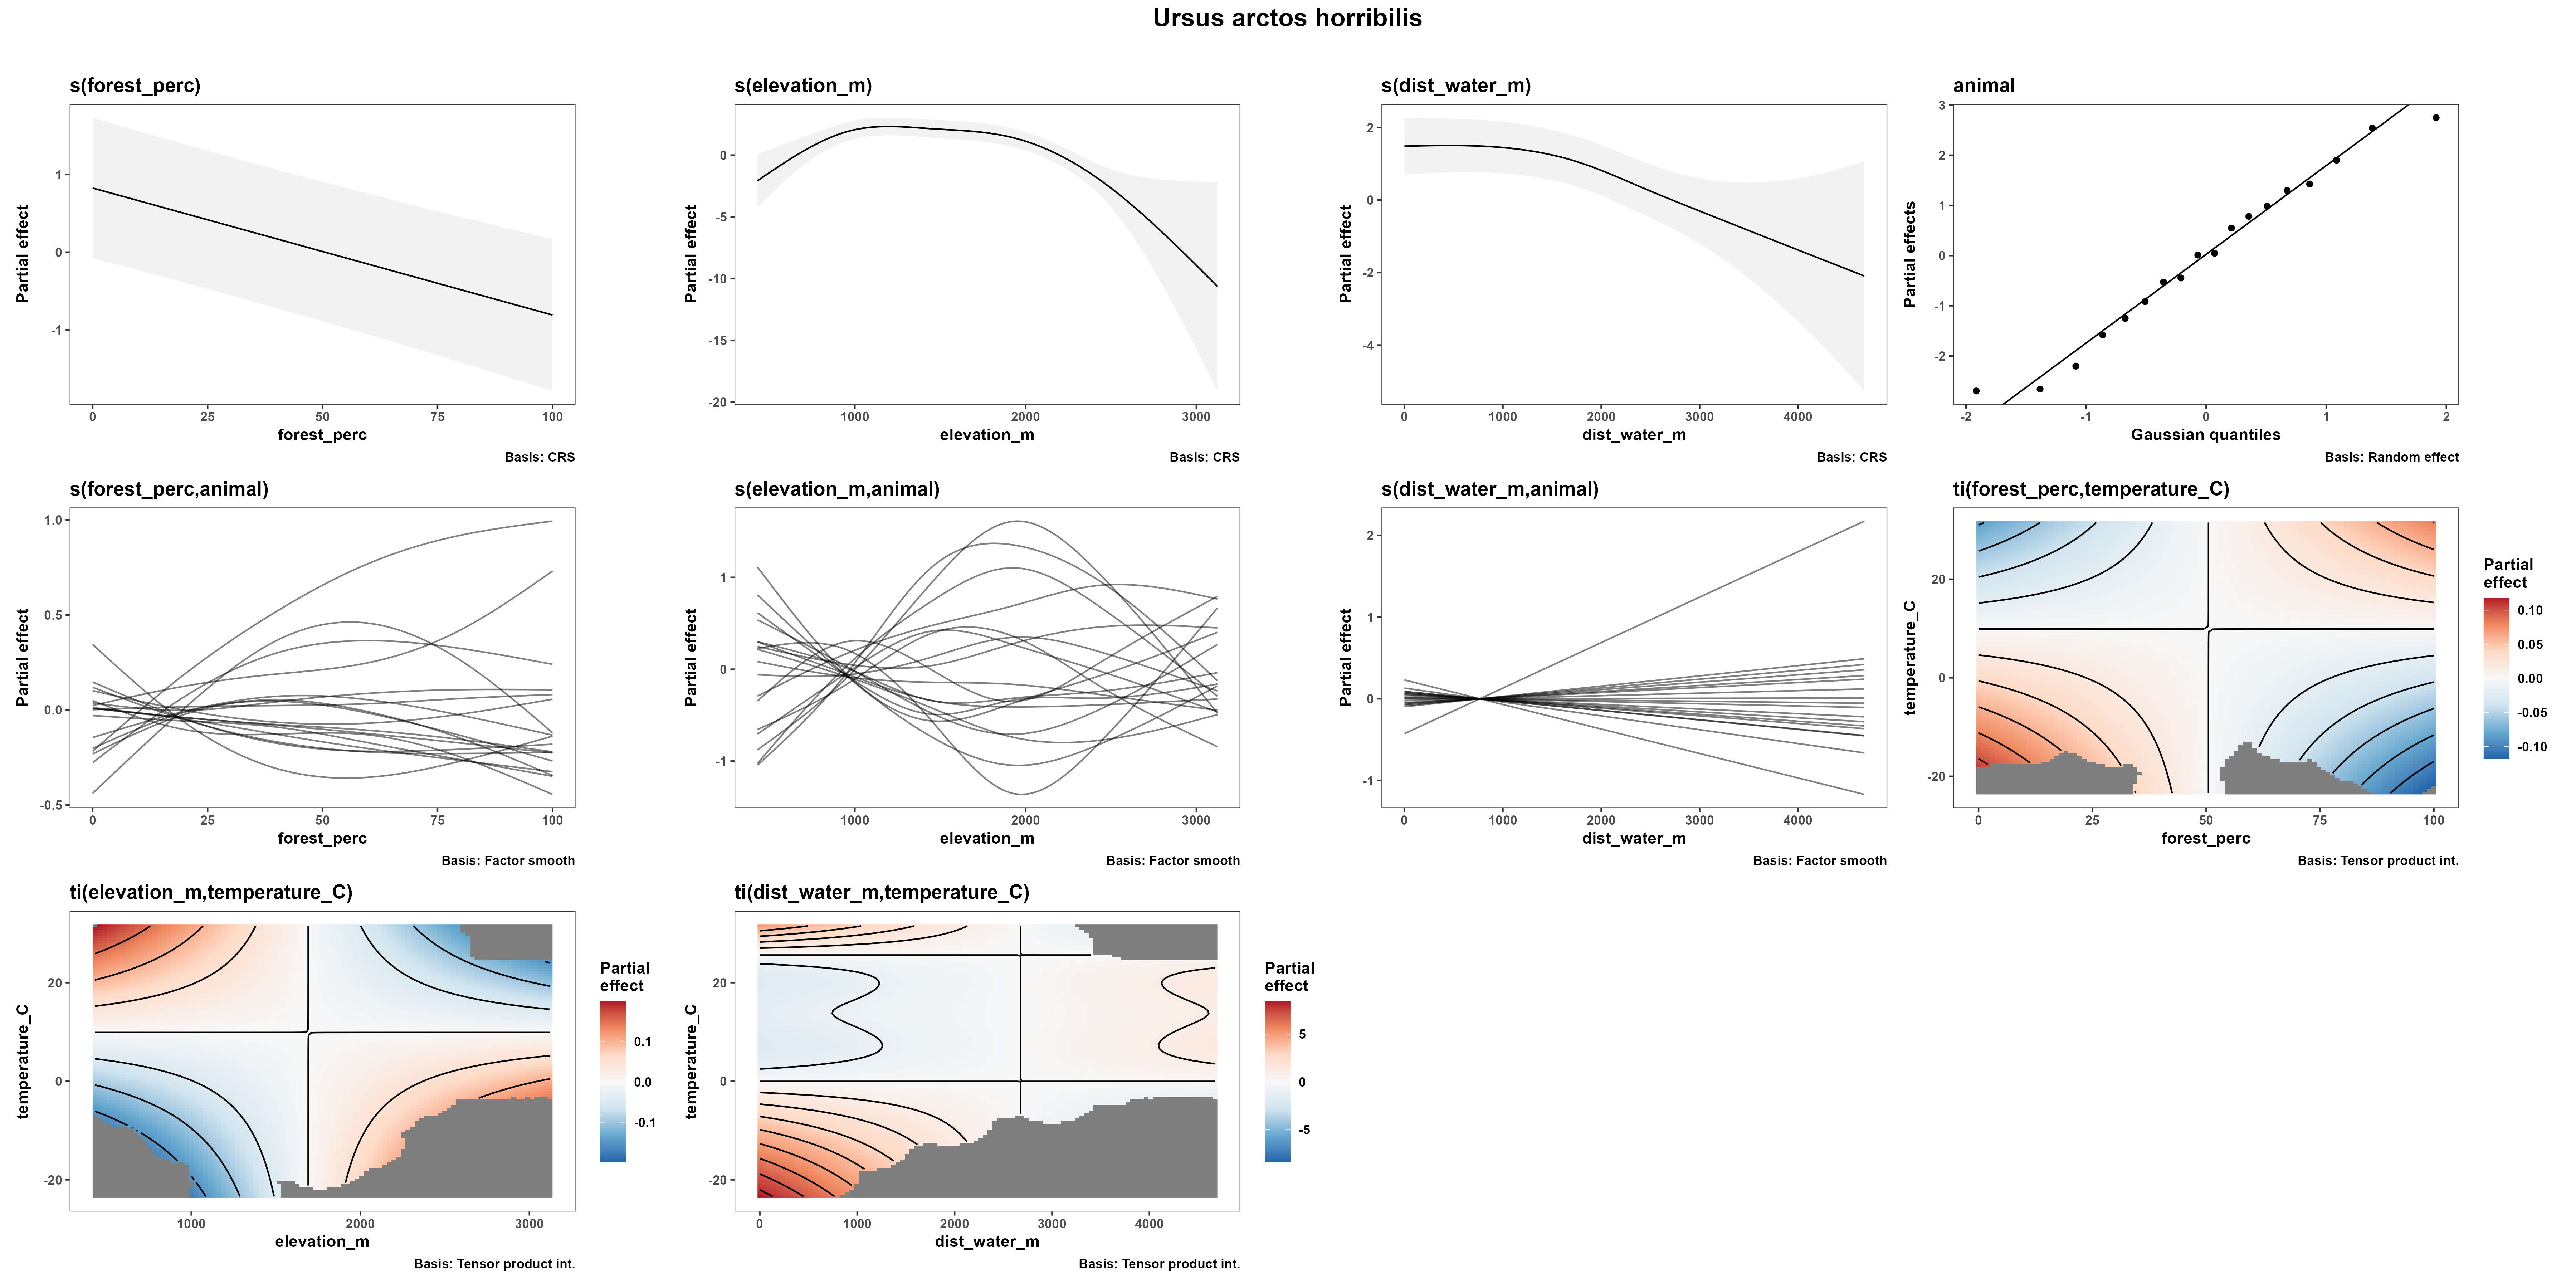 Ursus arctos horribilis
s(forest_perc)
Partial effect
1
0
-1
0 25 50 75 100
forest_perc
Basis: CRS
s(elevation_m)
Partial effect
0
-5
-10
-15
-20
1000 2000 3000
elevation_m
Basis: CRS
s(dist_water_m)
Partial effect
2
0
-2
-4
0 1000 2000 3000 4000
dist_water_m
Basis: CRS
animal
Partial effects
3
2
1
0
-1
-2
-2 -1 0 1 2
Gaussian quantiles
Basis: Random effect
s(forest_perc,animal)
Partial effect
1.0
0.5
0.0
-0.5
0 25 50 75 100
forest_perc
Basis: Factor smooth
s(elevation_m,animal)
Partial effect
1
0
-1
1000 2000 3000
elevation_m
Basis: Factor smooth
s(dist_water_m,animal)
Partial effect
2
1
0
-1
0 1000 2000 3000 4000
dist_water_m
Basis: Factor smooth
ti(forest_perc,temperature_C)
temperature_C
20
0
-20
0 25 50 75 100
forest_perc
Basis: Tensor product int.
Partial
effect
0.10
0.05
0.00
-0.05
-0.10
ti(elevation_m,temperature_C)
temperature_C
20
0
-20
1000 2000 3000
elevation_m
Basis: Tensor product int.
Partial
effect
0.1
0.0
-0.1
ti(dist_water_m,temperature_C)
temperature_C
20
0
-20
0 1000 2000 3000 4000
dist_water_m
Basis: Tensor product int.
Partial
effect
5
0
-5